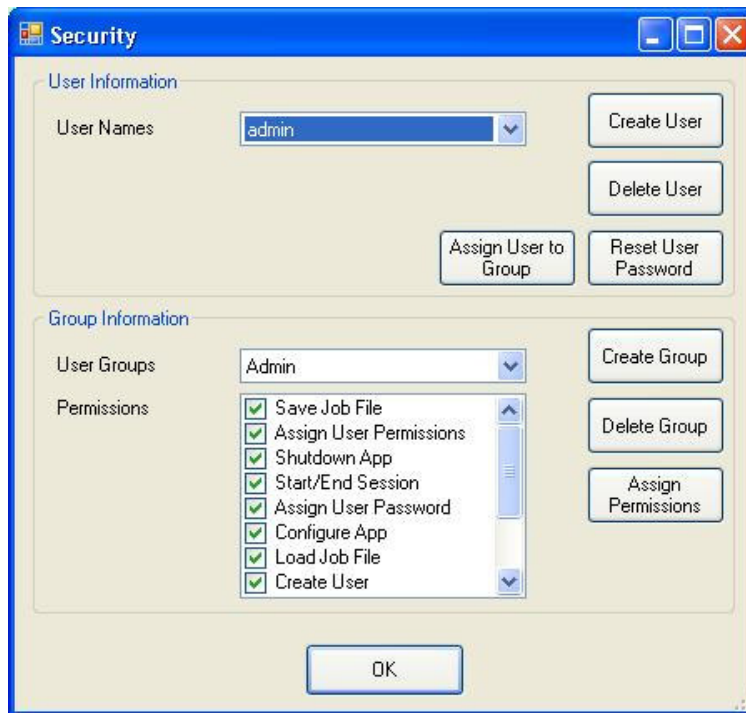 Security
User Information
User Names
admin
Create User
Delete User
Assign User to
Group
Reset User
Password
Group Information
User Groups
Admin
Create Group
Permissions
Save Job File
Assign User Permissions
Shutdown App
Start/End Session
Assign User Password
Configure App
Load Job File
Create User
Delete Group
Assign
Permissions
OK